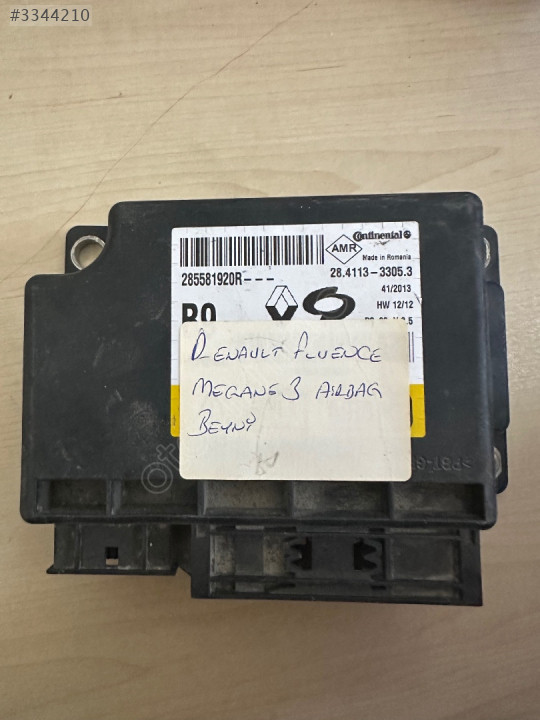 #3344210
Continental
AMR
Made in Romania
285581920R---
28.4113-3305.3
41/2013
HW 12/12
RENAULT FLUENCE
MEGANE 3 AIRBAG
BEYNİ